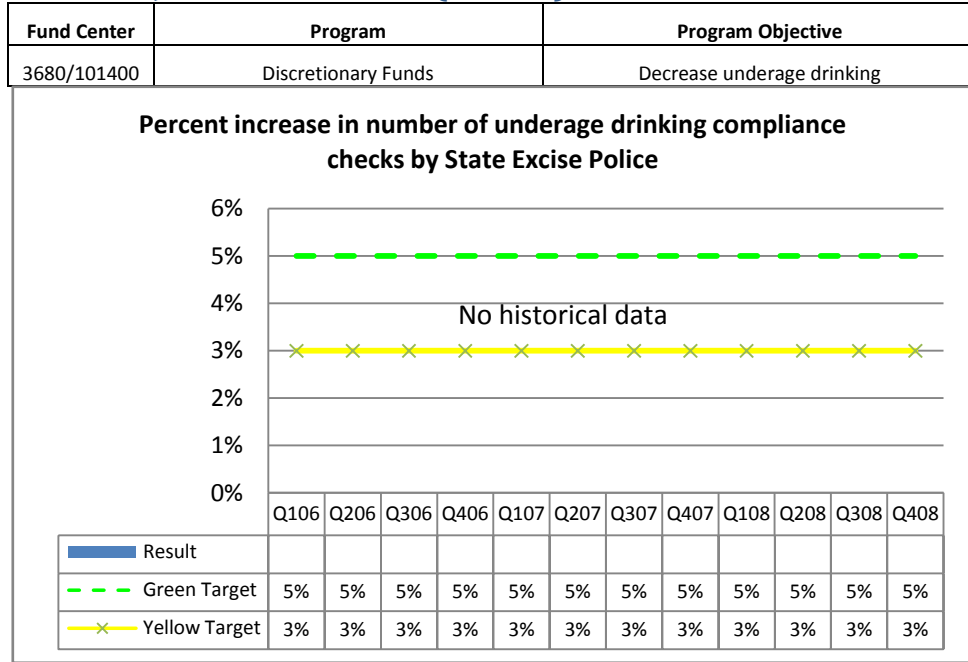 Fund Center Program Program Objective
3680/101400 Discretionary Funds Decrease underage drinking
Percent increase in number of underage drinking compliance
checks by State Excise Police
6%
5%
4%
No historical data
3%
2%
1%
0%
Q106 Q206 Q306 Q406 Q107 Q207 Q307 Q407 Q108 Q208 Q308 Q408
Result
Green Target 5% 5% 5% 5% 5% 5% 5% 5% 5% 5% 5% 5%
Yellow Target 3% 3% 3% 3% 3% 3% 3% 3% 3% 3% 3% 3%